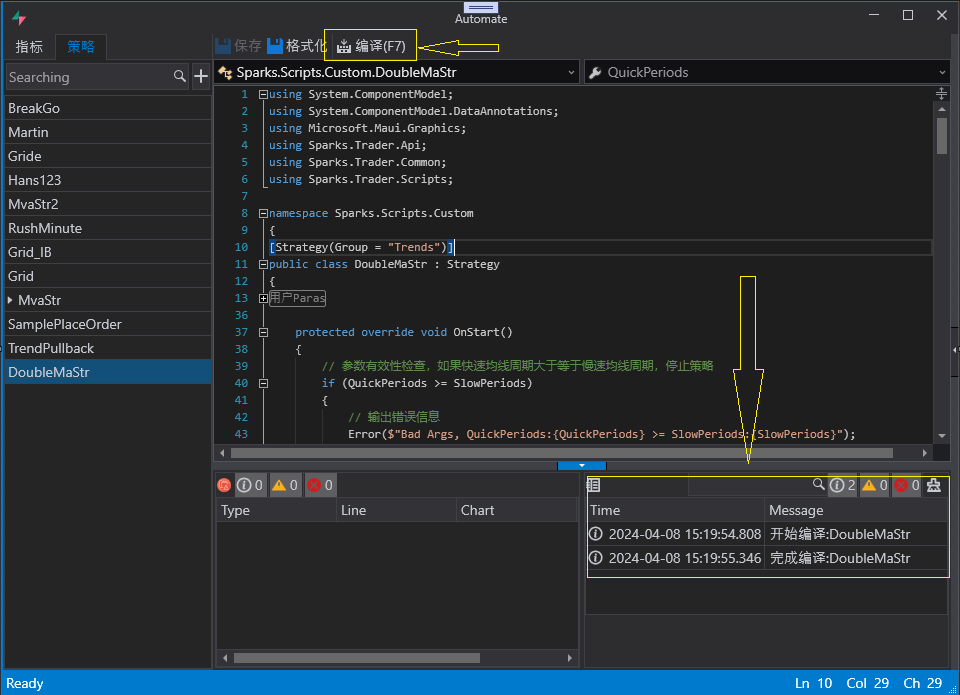 Automate
指标 策略
保存 格式化 编译(F7)
Searching
Sparks.Scripts.Custom.DoubleMaStr QuickPeriods
BreakGo
Martin
Gride
Hans123
MvaStr2
RushMinute
Grid_IB
Grid
MvaStr
SamplePlaceOrder
TrendPullback
DoubleMaStr
1 using System.ComponentModel;
2 using System.ComponentModel.DataAnnotations;
3 using Microsoft.Maui.Graphics;
4 using Sparks.Trader.Api;
5 using Sparks.Trader.Common;
6 using Sparks.Trader.Scripts;
7
8 namespace Sparks.Scripts.Custom
9 {
10 [Strategy(Group = "Trends")]
11 public class DoubleMaStr : Strategy
12 {
13 用户Paras
36
37 protected override void OnStart()
38 {
39 // 参数有效性检查，如果快速均线周期大于等于慢速均线周期，停止策略
40 if (QuickPeriods >= SlowPeriods)
41 {
42 // 输出错误信息
43 Error($"Bad Args, QuickPeriods:{QuickPeriods} >= SlowPeriods:{SlowPeriods}");
0 0 0
Type Line Chart
2 0 0
Time Message
2024-04-08 15:19:54.808 开始编译:DoubleMaStr
2024-04-08 15:19:55.346 完成编译:DoubleMaStr
Ready Ln 10 Col 29 Ch 29